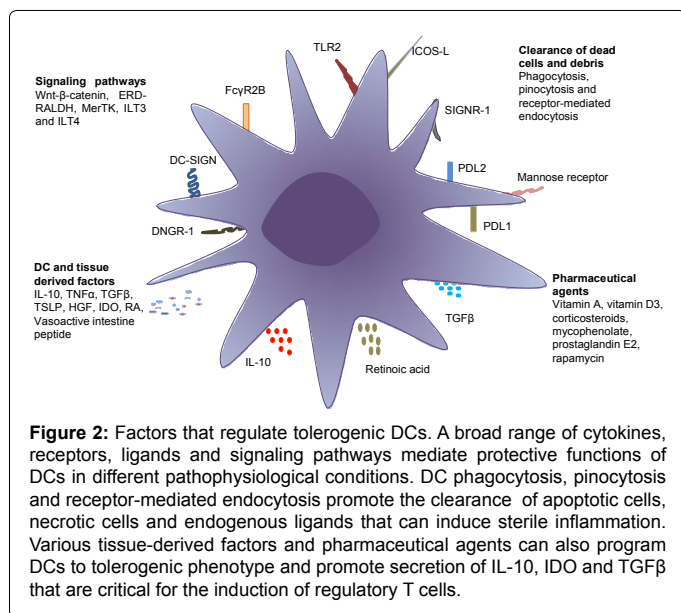 TLR2
ICOS-L
Clearance of dead
cells and debris
Phagocytosis,
pinocytosis and
receptor-mediated
endocytosis
Signaling pathways
Wnt-β-catenin, ERD-
RALDH, MerTK, ILT3
and ILT4
FcγR2B
SIGNR-1
DC-SIGN
PDL2
Mannose receptor
DNGR-1
PDL1
DC and tissue
derived factors
IL-10, TNFα, TGFβ,
TSLP, HGF, IDO, RA,
Vasoactive intestine
peptide
Pharmaceutical
agents
Vitamin A, vitamin D3,
corticosteroids,
mycophenolate,
prostaglandin E2,
rapamycin
TGFβ
IL-10
Retinoic acid
Figure 2: Factors that regulate tolerogenic DCs. A broad range of cytokines,
receptors, ligands and signaling pathways mediate protective functions of
DCs in different pathophysiological conditions. DC phagocytosis, pinocytosis
and receptor-mediated endocytosis promote the clearance of apoptotic cells,
necrotic cells and endogenous ligands that can induce sterile inflammation.
Various tissue-derived factors and pharmaceutical agents can also program
DCs to tolerogenic phenotype and promote secretion of IL-10, IDO and TGFβ
that are critical for the induction of regulatory T cells.